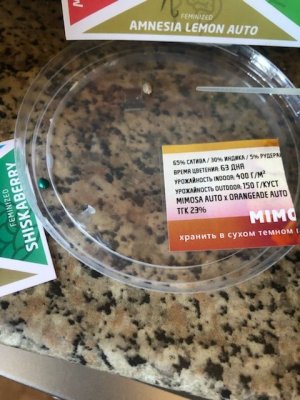 FEMINIZED
AMNESIA LEMON AUTO
FEMINIZED
SHISKABERRY
65% САТИВА / 30% ИНДИКА / 5% РУДЕРА
ВРЕМЯ ЦВЕТЕНИЯ: 63 ДНЯ
УРОЖАЙНОСТЬ INDOOR: 400 Г/М²
УРОЖАЙНОСТЬ OUTDOOR: 150 Г/КУСТ
MIMOSA AUTO X ORANGEADE AUTO
ТГК 23%
MIMO
хранить в сухом темном